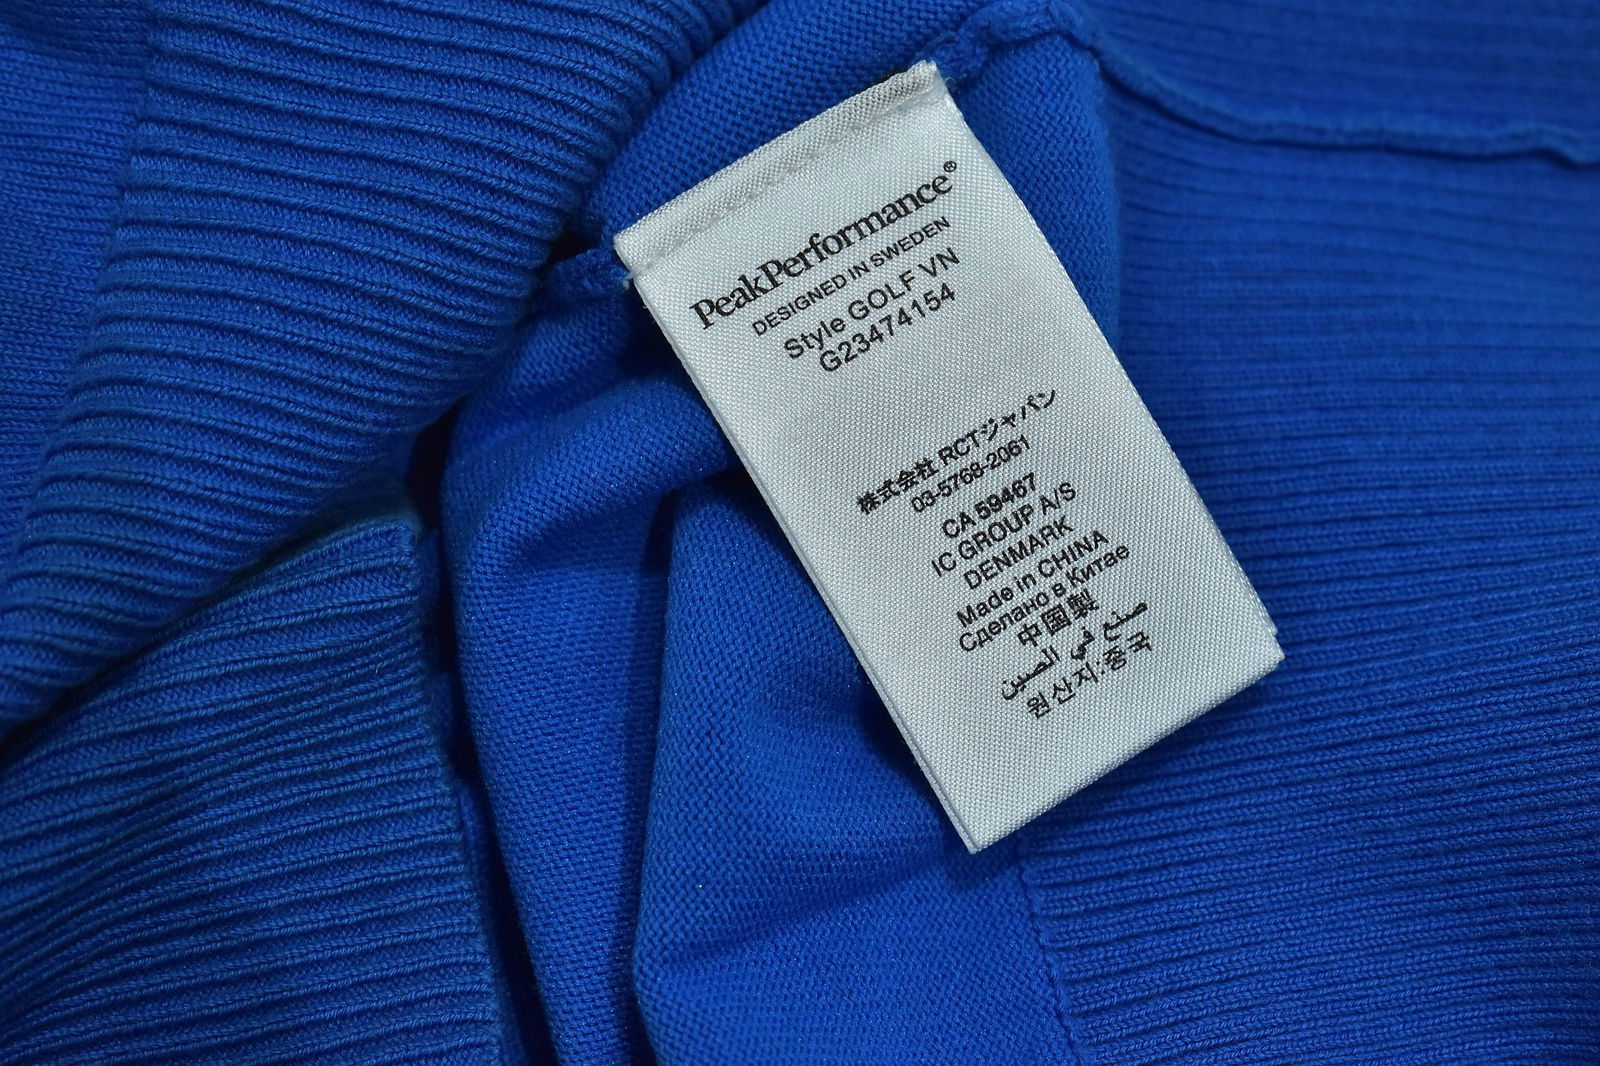 PeakPerformance®
DESIGNED IN SWEDEN
Style GOLF VN
G23474154
株式会社 RCTジャパン
03-5768-2061
CA 59467
IC GROUP A/S
DENMARK
Made in CHINA
Сделано в Китае
中国製
صنع في الصين
원산지:중국